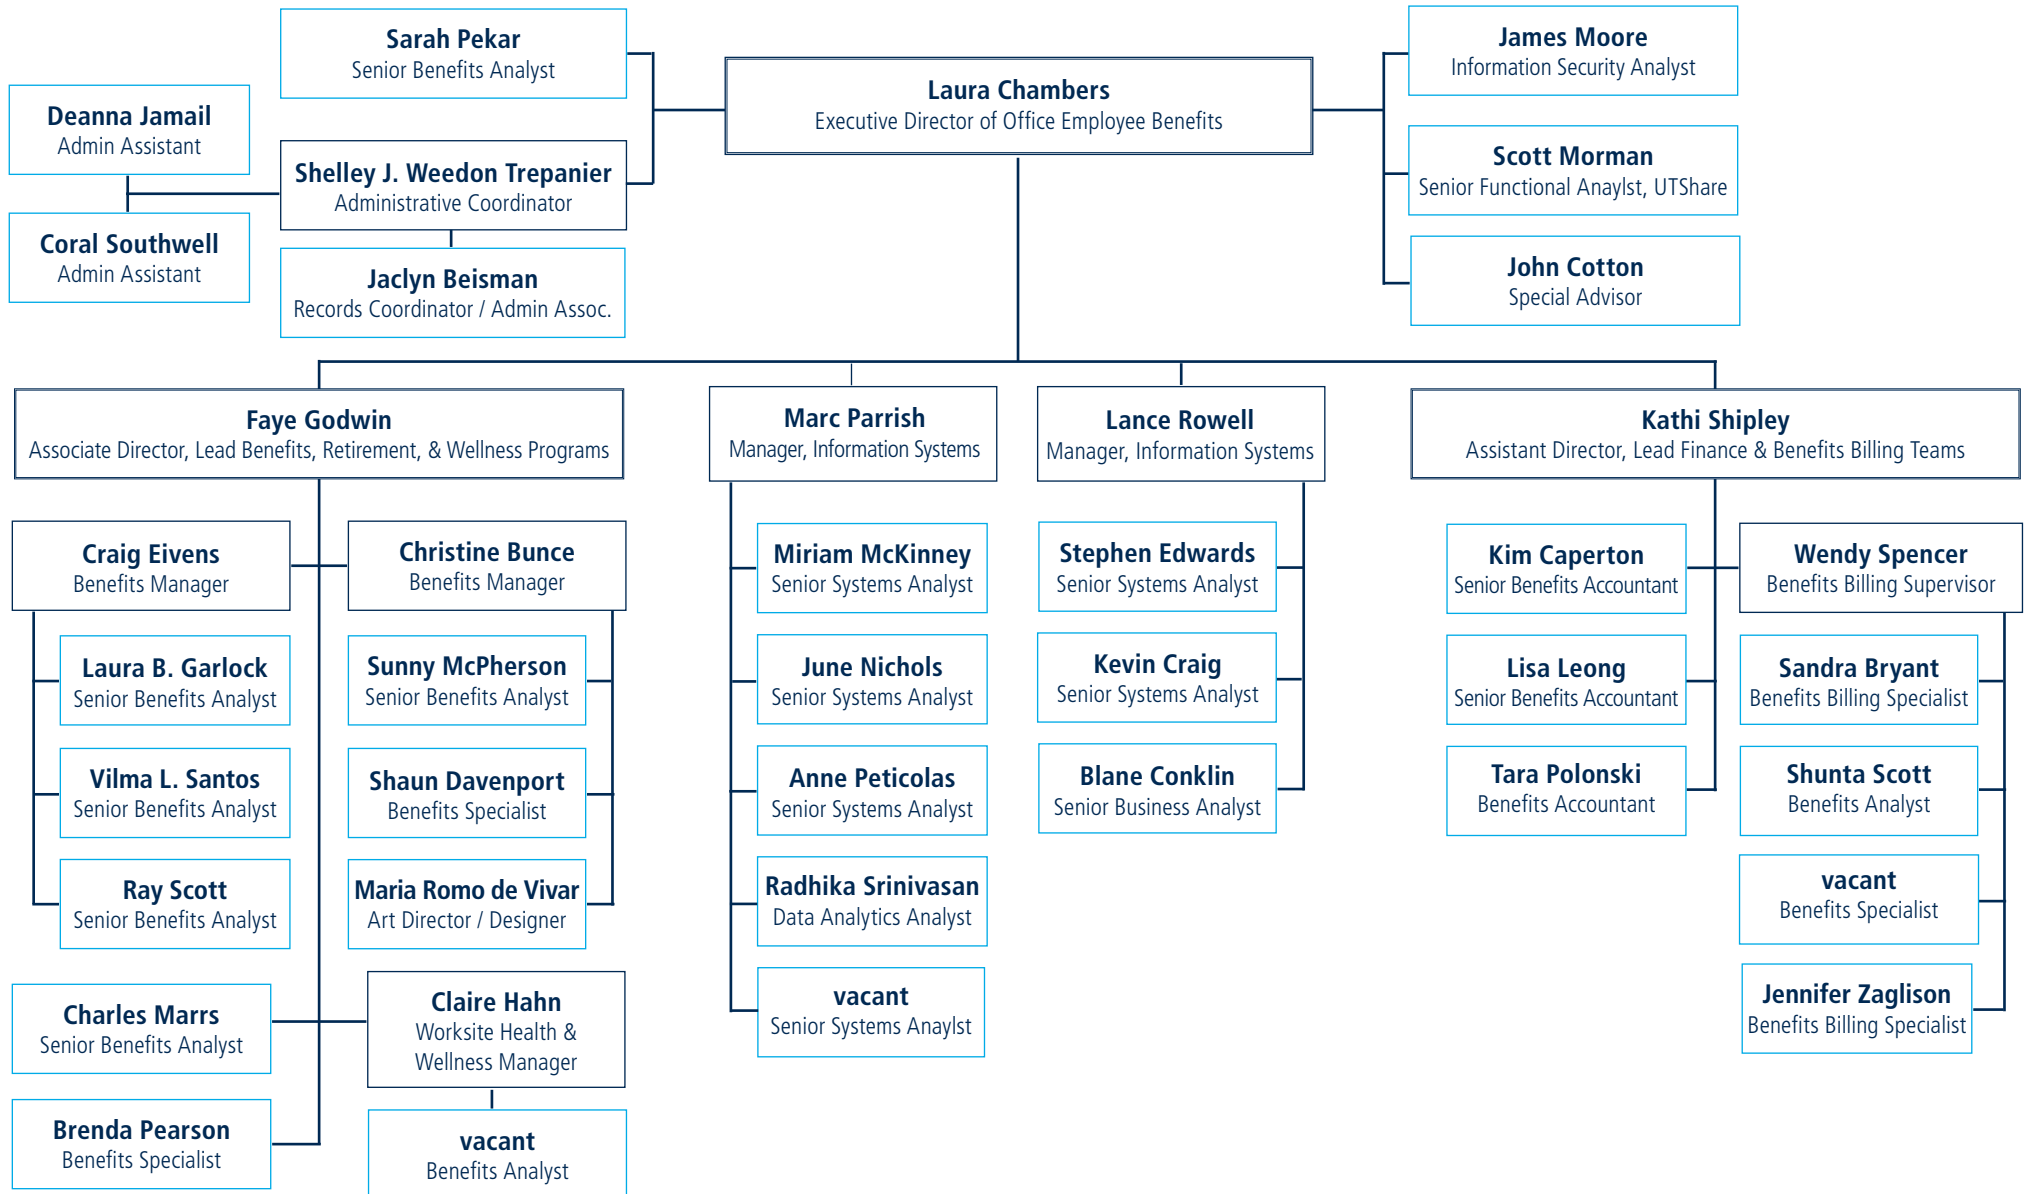 Sarah Pekar
Senior Benefits Analyst
Laura Chambers
Executive Director of Office Employee Benefits
James Moore
Information Security Analyst
Deanna Jamail
Admin Assistant
Shelley J. Weedon Trepanier
Administrative Coordinator
Scott Morman
Senior Functional Anaylst, UTShare
Coral Southwell
Admin Assistant
Jaclyn Beisman
Records Coordinator / Admin Assoc.
John Cotton
Special Advisor
Faye Godwin
Associate Director, Lead Benefits, Retirement, & Wellness Programs
Marc Parrish
Manager, Information Systems
Lance Rowell
Manager, Information Systems
Kathi Shipley
Assistant Director, Lead Finance & Benefits Billing Teams
Craig Eivens
Benefits Manager
Christine Bunce
Benefits Manager
Laura B. Garlock
Senior Benefits Analyst
Sunny McPherson
Senior Benefits Analyst
Vilma L. Santos
Senior Benefits Analyst
Shaun Davenport
Benefits Specialist
Ray Scott
Senior Benefits Analyst
Maria Romo de Vivar
Art Director / Designer
Charles Marrs
Senior Benefits Analyst
Claire Hahn
Worksite Health &
Wellness Manager
Brenda Pearson
Benefits Specialist
vacant
Benefits Analyst
Miriam McKinney
Senior Systems Analyst
June Nichols
Senior Systems Analyst
Anne Peticolas
Senior Systems Analyst
Radhika Srinivasan
Data Analytics Analyst
vacant
Senior Systems Anaylst
Stephen Edwards
Senior Systems Analyst
Kevin Craig
Senior Systems Analyst
Blane Conklin
Senior Business Analyst
Kim Caperton
Senior Benefits Accountant
Wendy Spencer
Benefits Billing Supervisor
Lisa Leong
Senior Benefits Accountant
Sandra Bryant
Benefits Billing Specialist
Tara Polonski
Benefits Accountant
Shunta Scott
Benefits Analyst
vacant
Benefits Specialist
Jennifer Zaglison
Benefits Billing Specialist